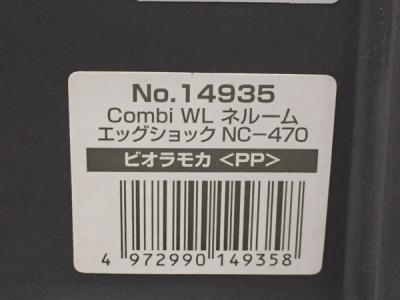 No.14935
Combi WL ネルーム
エッグショック NC-470
ビオラモカ <PP>
4 972990 149358